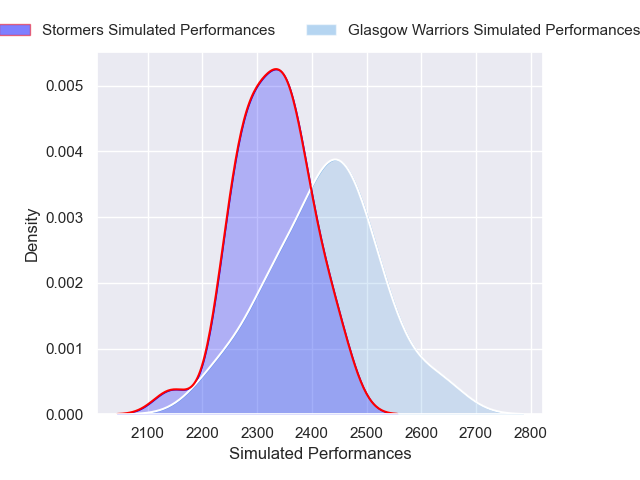 Stormers Simulated Performances
Glasgow Warriors Simulated Performances
0.005
0.004
0.003
0.002
0.001
0.000
Density
2100 2200 2300 2400 2500 2600 2700 2800
Simulated Performances